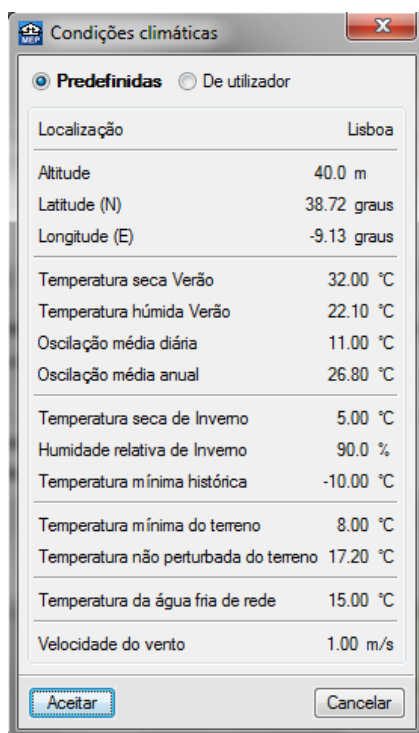 MEP Condições climáticas
Predefinidas De utilizador
Localização Lisboa
Altitude 40.0 m
Latitude (N) 38.72 graus
Longitude (E) -9.13 graus
Temperatura seca Verão 32.00 °C
Temperatura húmida Verão 22.10 °C
Oscilação média diária 11.00 °C
Oscilação média anual 26.80 °C
Temperatura seca de Inverno 5.00 °C
Humidade relativa de Inverno 90.0 %
Temperatura mínima histórica -10.00 °C
Temperatura mínima do terreno 8.00 °C
Temperatura não perturbada do terreno 17.20 °C
Temperatura da água fria de rede 15.00 °C
Velocidade do vento 1.00 m/s
Aceitar Cancelar